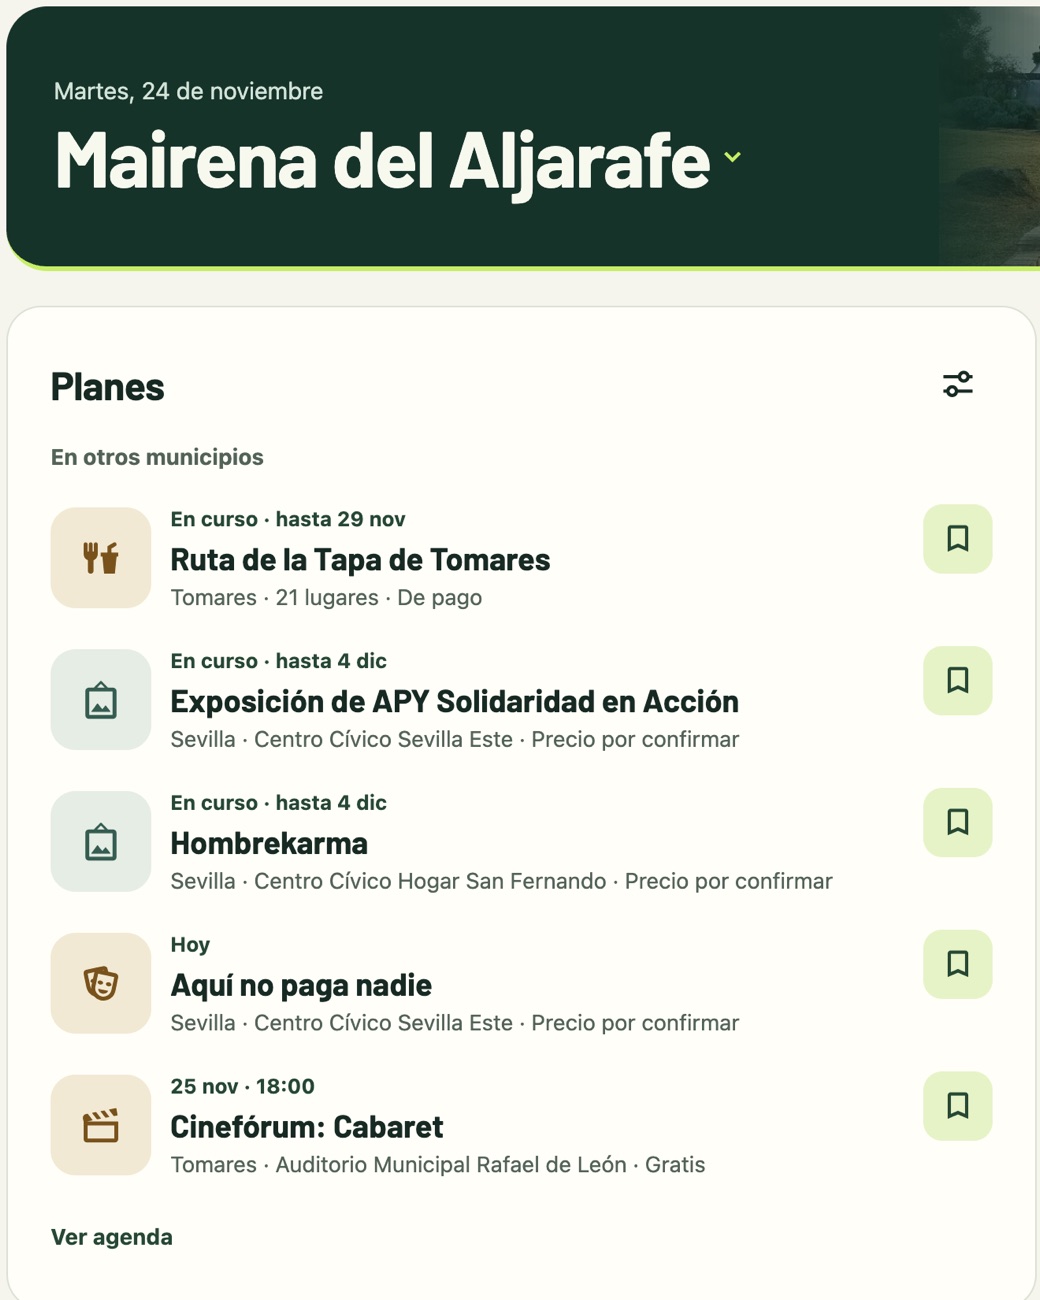 Martes, 24 de noviembre
Mairena del Aljarafe
Planes
En otros municipios
En curso · hasta 29 nov
Ruta de la Tapa de Tomares
Tomares · 21 lugares · De pago
En curso · hasta 4 dic
Exposición de APY Solidaridad en Acción
Sevilla · Centro Cívico Sevilla Este · Precio por confirmar
En curso · hasta 4 dic
Hombrekarma
Sevilla · Centro Cívico Hogar San Fernando · Precio por confirmar
Hoy
Aquí no paga nadie
Sevilla · Centro Cívico Sevilla Este · Precio por confirmar
25 nov · 18:00
Cinefórum: Cabaret
Tomares · Auditorio Municipal Rafael de León · Gratis
Ver agenda